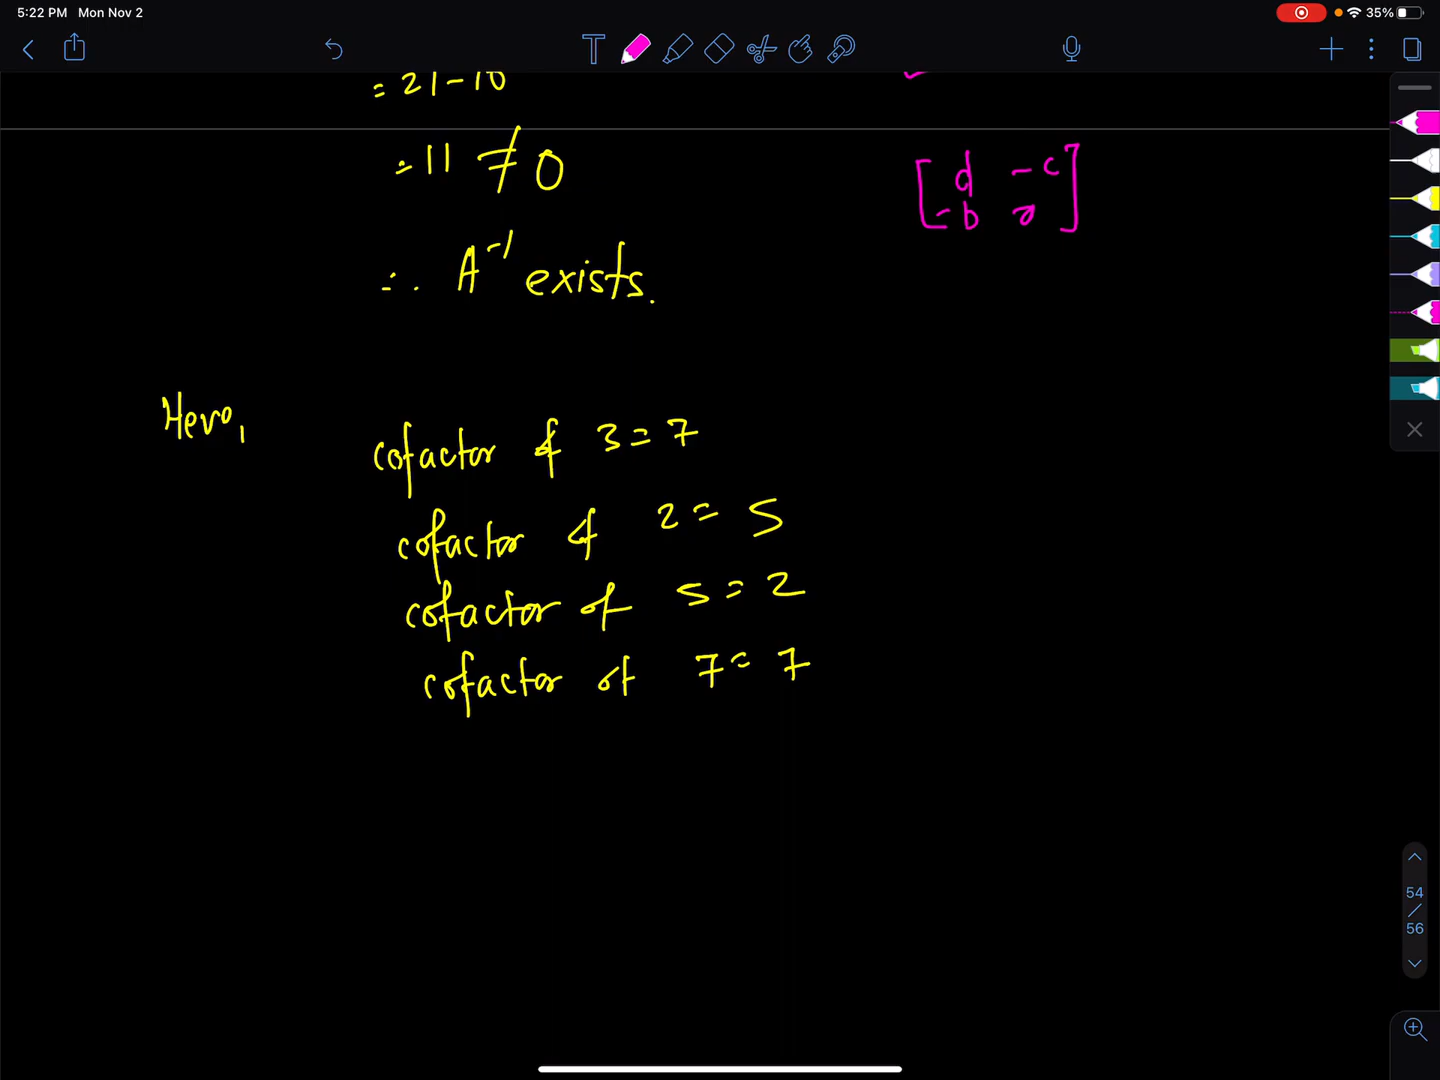 5:22 PM Mon Nov 2
35%
= 21-10
= 11 ≠ 0
∴ A⁻¹ exists.
[ d -c
-b a ]
Here,
cofactor of 3 = 7
cofactor of 2 = 5
cofactor of 5 = 2
cofactor of 7 = 7
54
/
56